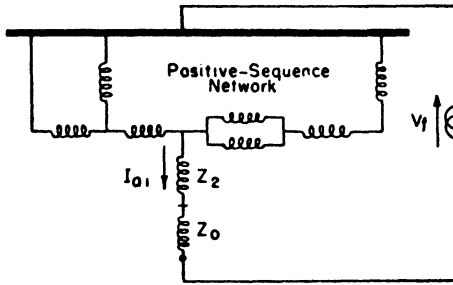 Positive-Sequence
Network
Vf
Ia1
Z2
Z0